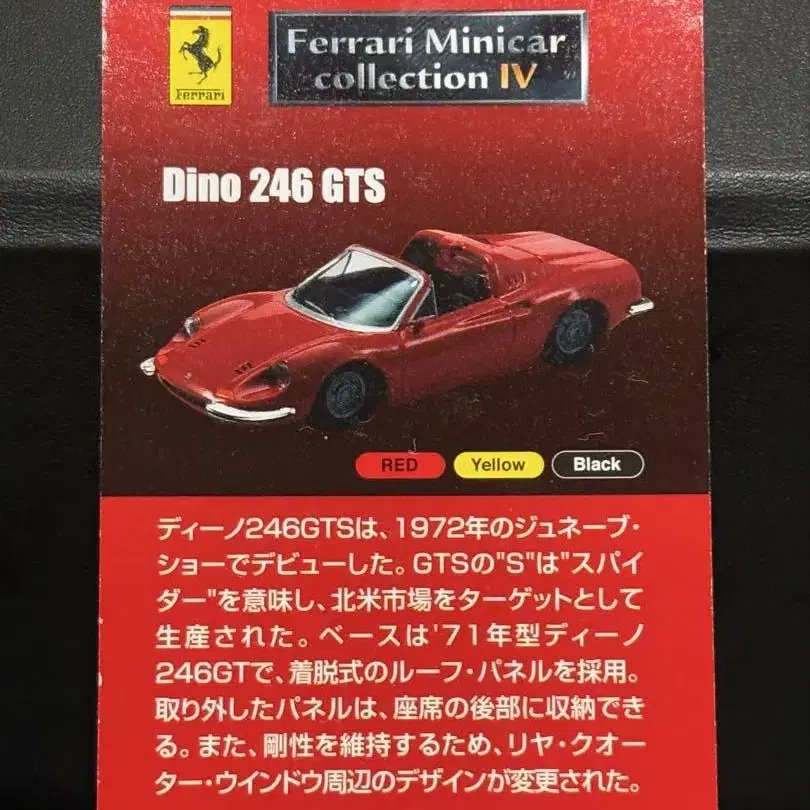 Ferrari
Ferrari Minicar
collection IV
Dino 246 GTS
RED Yellow Black
ディーノ246GTSは、1972年のジュネーブ・
ショーでデビューした。GTSの"S"は"スパイ
ダー"を意味し、北米市場をターゲットとして
生産された。ベースは'71年型ディーノ
246GTで、着脱式のルーフ・パネルを採用。
取り外したパネルは、座席の後部に収納でき
る。また、剛性を維持するため、リヤ・クオー
ター・ウインドウ周辺のデザインが変更された。